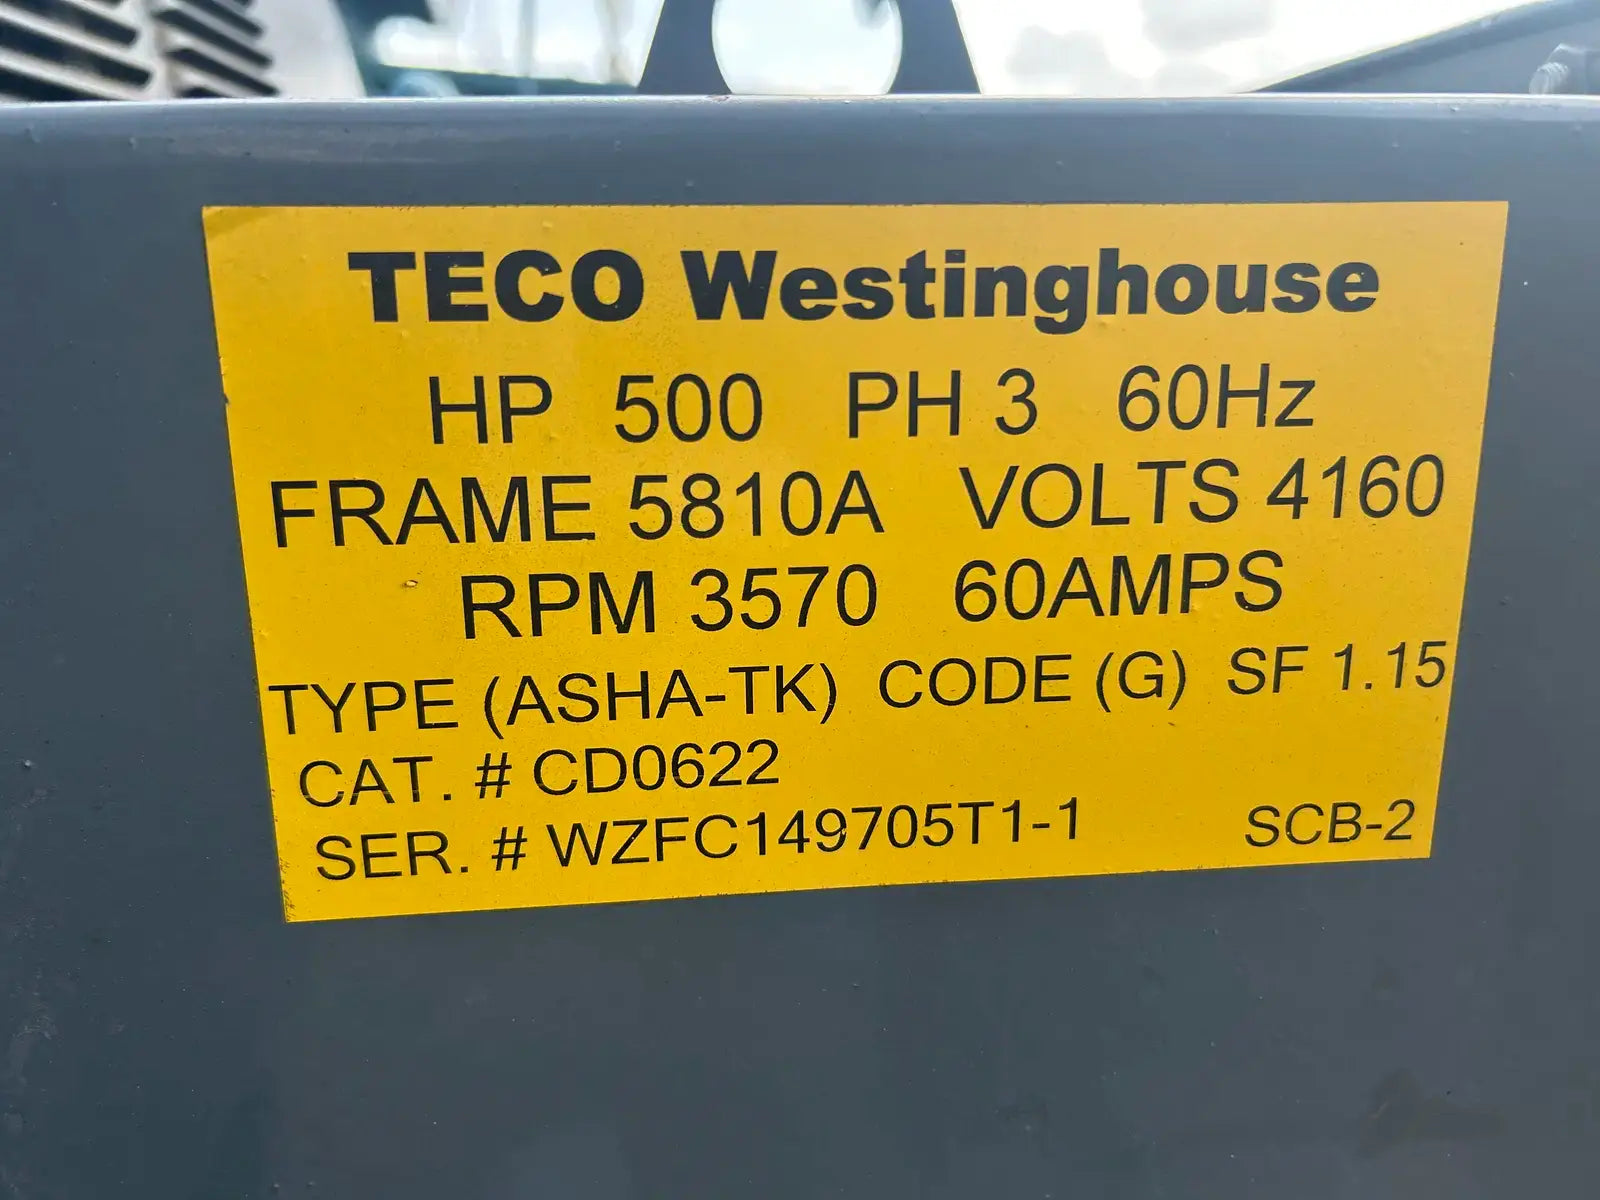 TECO Westinghouse
HP 500 PH 3 60Hz
FRAME 5810A VOLTS 4160
RPM 3570 60AMPS
TYPE (ASHA-TK) CODE (G) SF 1.15
CAT. # CD0622
SER. # WZFC149705T1-1 SCB-2